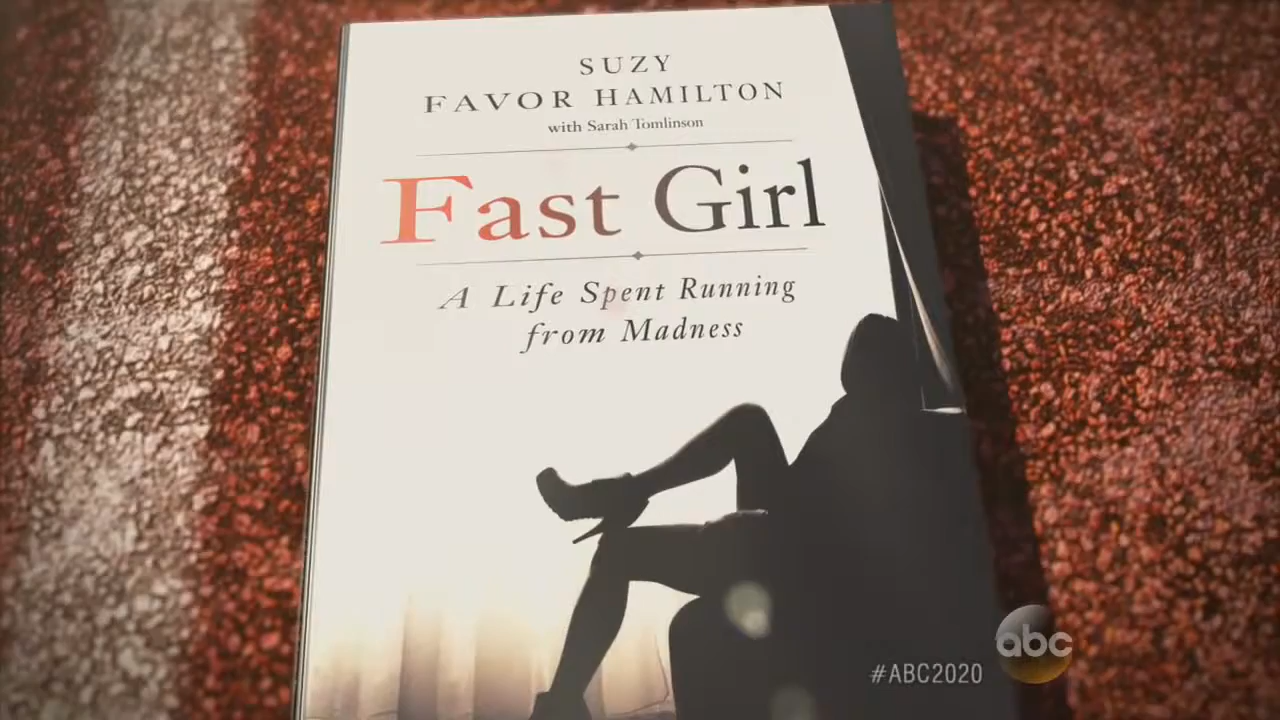 SUZY
FAVOR HAMILTON
with Sarah Tomlinson
Fast Girl
A Life Spent Running
from Madness
abc
#ABC2020